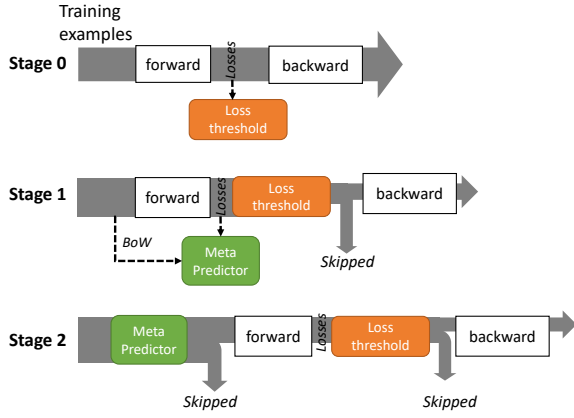 Training
examples
Stage 0
forward
Losses
backward
Loss
threshold
Stage 1
forward
Losses
Loss
threshold
backward
BoW
Meta
Predictor
Skipped
Stage 2
Meta
Predictor
forward
Losses
Loss
threshold
backward
Skipped
Skipped